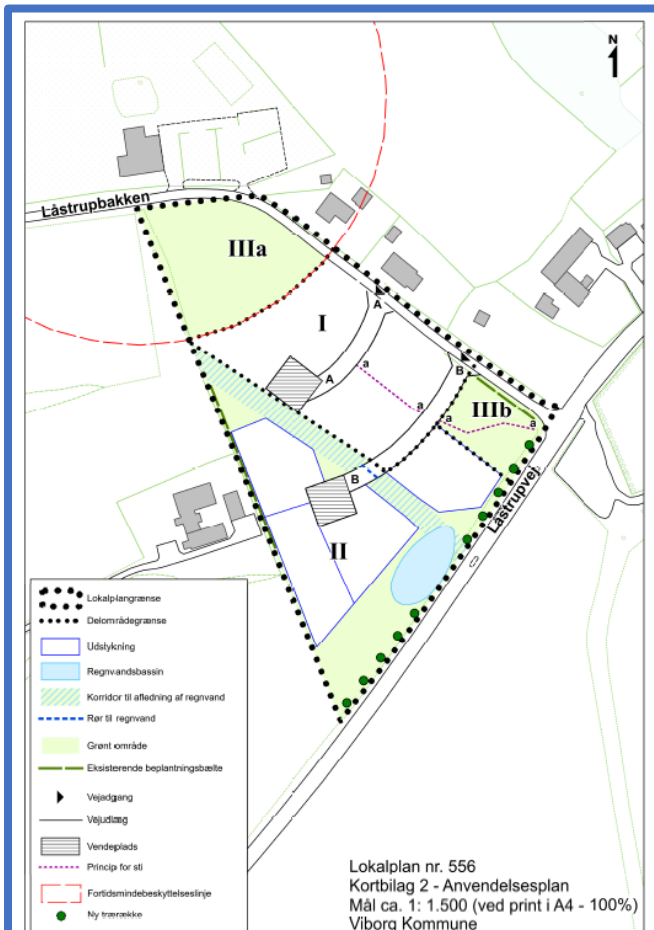 N
1
Låstrupbakken
IIIa
A
I
B
A
a
a
IIIb
a
a
B
Låstrupvej
II
Lokalplangrænse
Delområdegrænse
Udstykning
Regnvandsbassin
Korridor til afledning af regnvand
Rør til regnvand
Grønt område
Eksisterende beplantningsbælte
Vejadgang
Vejudlæg
Vendeplads
Princip for sti
Fortidsmindebeskyttelseslinje
Ny trærække
Lokalplan nr. 556
Kortbilag 2 - Anvendelsesplan
Mål ca. 1: 1.500 (ved print i A4 - 100%)
Viborg Kommune